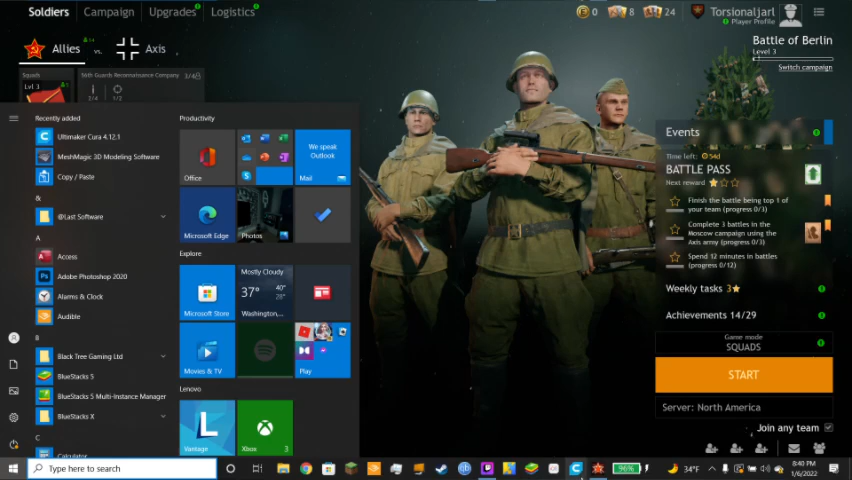 Soldiers Campaign Upgrades Logistics
0 8 24 Torsionaljarl
Player Profile
Allies vs. Axis
Battle of Berlin
Level 3
Switch campaign
Squads
56th Guards Reconnaissance Company 3/4
Lvl 3
2/4 1/2
Recently added
Ultimaker Cura 4.12.1
MeshMagic 3D Modeling Software
Copy / Paste
&
@Last Software
A
Access
Adobe Photoshop 2020
Alarms & Clock
Audible
B
Black Tree Gaming Ltd
BlueStacks 5
BlueStacks 5 Multi-Instance Manager
BlueStacks X
C
Calculator
Productivity
Office
We speak
Outlook
Mail
Microsoft Edge
Photos
Explore
Microsoft Store
Mostly Cloudy
37° 40°
28°
Washington,...
Movies & TV
Play
Lenovo
Vantage
Xbox 3
Events
Time left: 54d
BATTLE PASS
Next reward
Finish the battle being top 1 of
your team (progress 0/3)
Complete 3 battles in the
Moscow campaign using the
Axis army (progress 0/3)
Spend 12 minutes in battles
(progress 0/12)
Weekly tasks 3
Achievements 14/29
Game mode
SQUADS
START
Server: North America
Join any team
Type here to search
96%
34°F
8:40 PM
1/6/2022